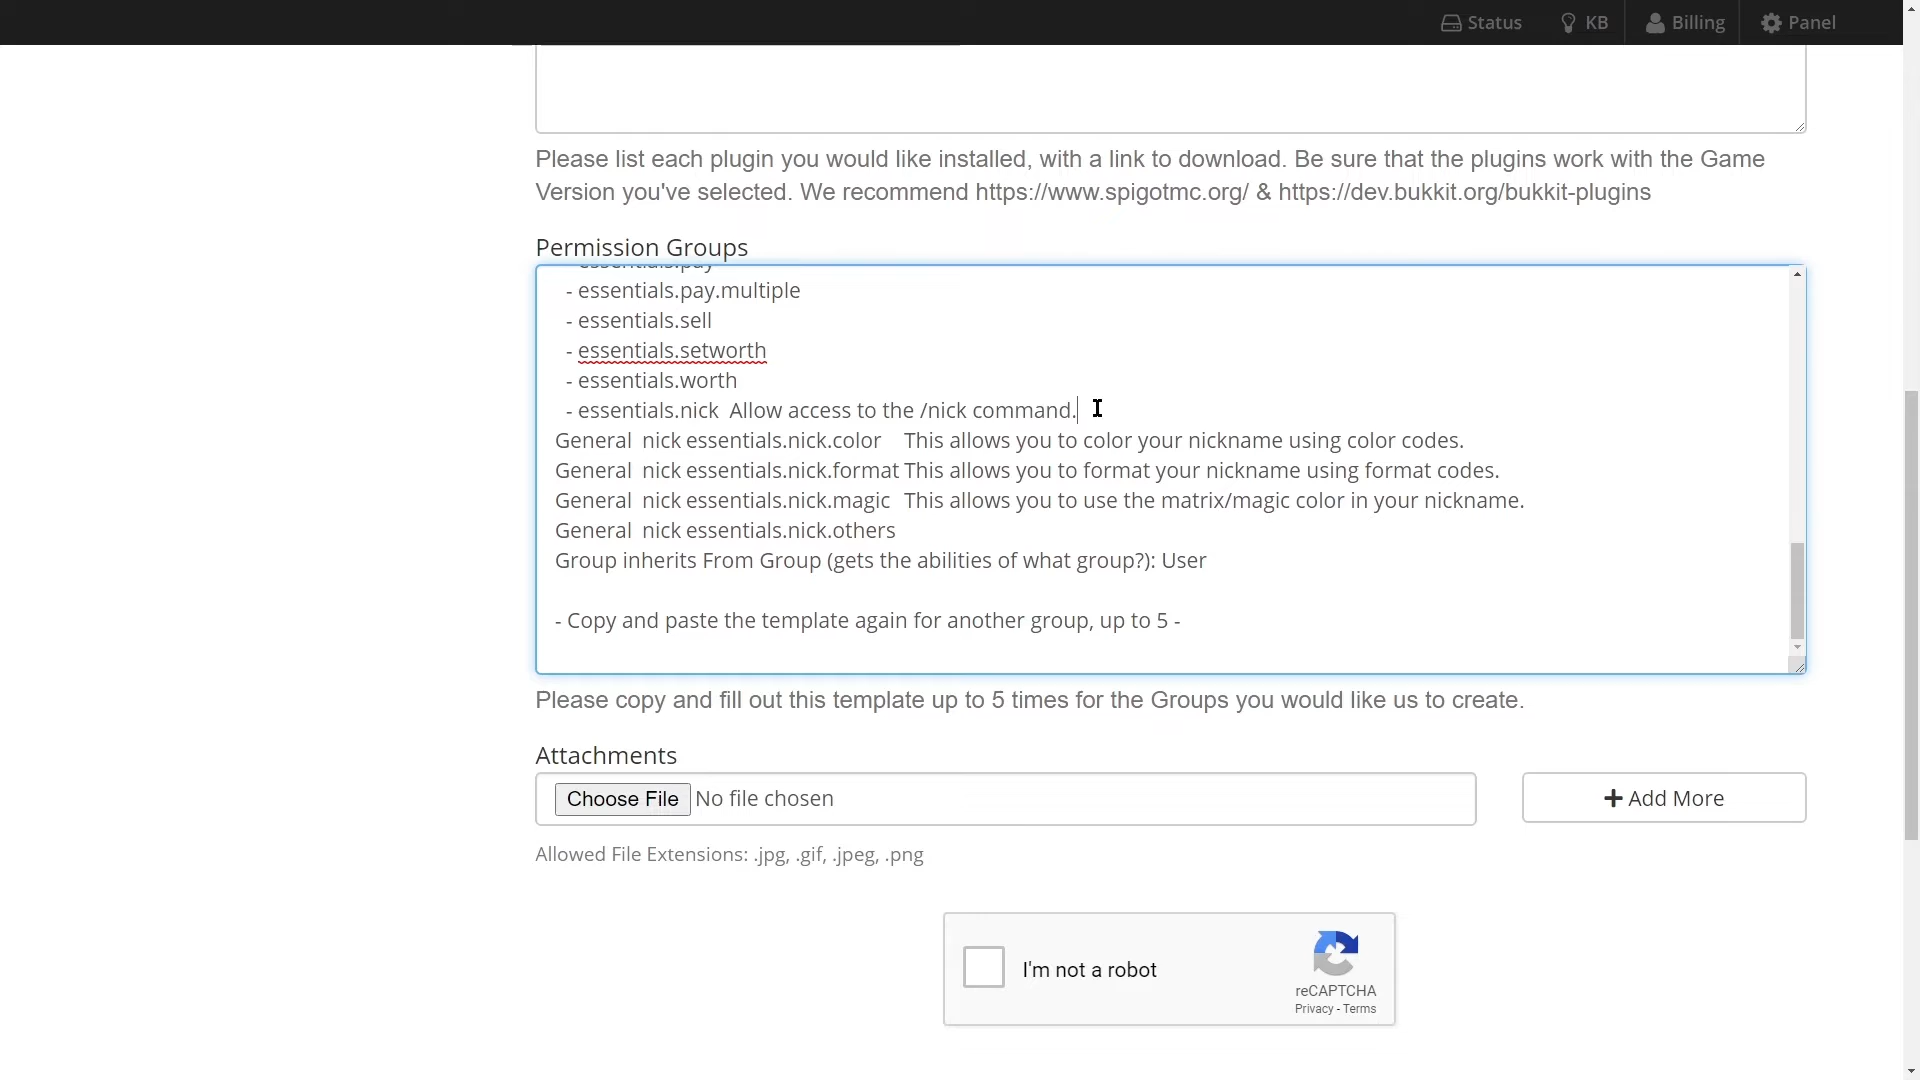 Status KB Billing Panel
Please list each plugin you would like installed, with a link to download. Be sure that the plugins work with the Game
Version you've selected. We recommend https://www.spigotmc.org/ & https://dev.bukkit.org/bukkit-plugins
Permission Groups
- essentials.pay
- essentials.pay.multiple
- essentials.sell
- essentials.setworth
- essentials.worth
- essentials.nick Allow access to the /nick command.
General nick essentials.nick.color This allows you to color your nickname using color codes.
General nick essentials.nick.format This allows you to format your nickname using format codes.
General nick essentials.nick.magic This allows you to use the matrix/magic color in your nickname.
General nick essentials.nick.others
Group inherits From Group (gets the abilities of what group?): User
- Copy and paste the template again for another group, up to 5 -
Please copy and fill out this template up to 5 times for the Groups you would like us to create.
Attachments
Choose File No file chosen
Add More
Allowed File Extensions: .jpg, .gif, .jpeg, .png
I'm not a robot
reCAPTCHA
Privacy - Terms